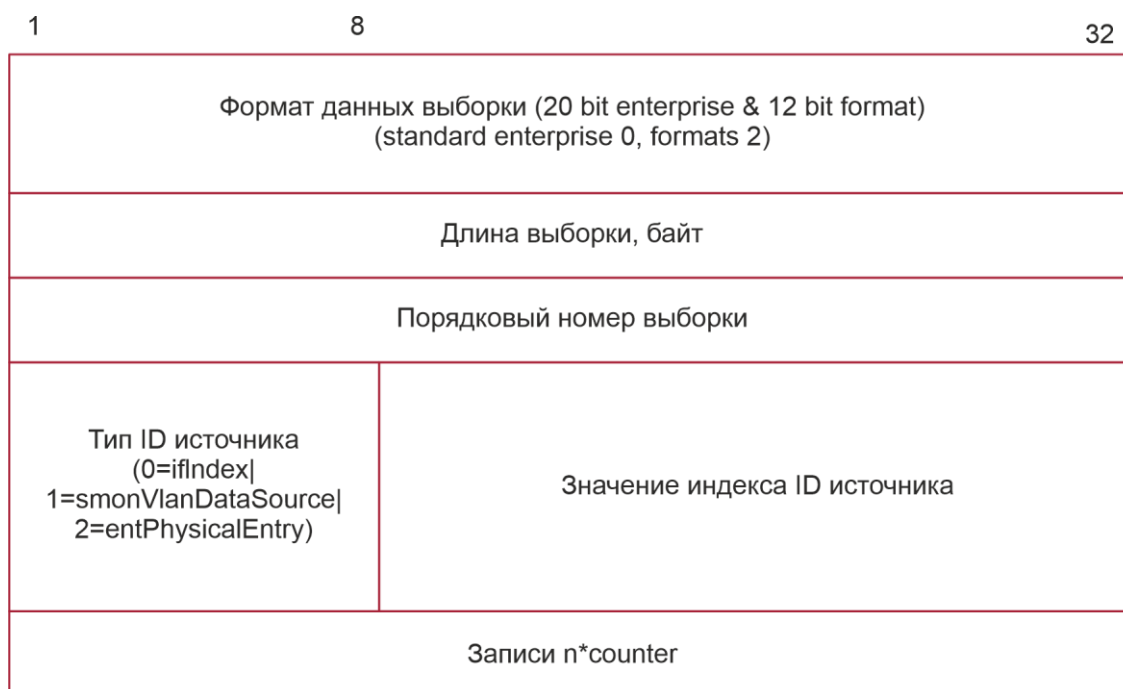 1 8 32
Формат данных выборки (20 bit enterprise & 12 bit format)
(standard enterprise 0, formats 2)
Длина выборки, байт
Порядковый номер выборки
Тип ID источника
(0=ifIndex|
1=smonVlanDataSource|
2=entPhysicalEntry)
Значение индекса ID источника
Записи n*counter